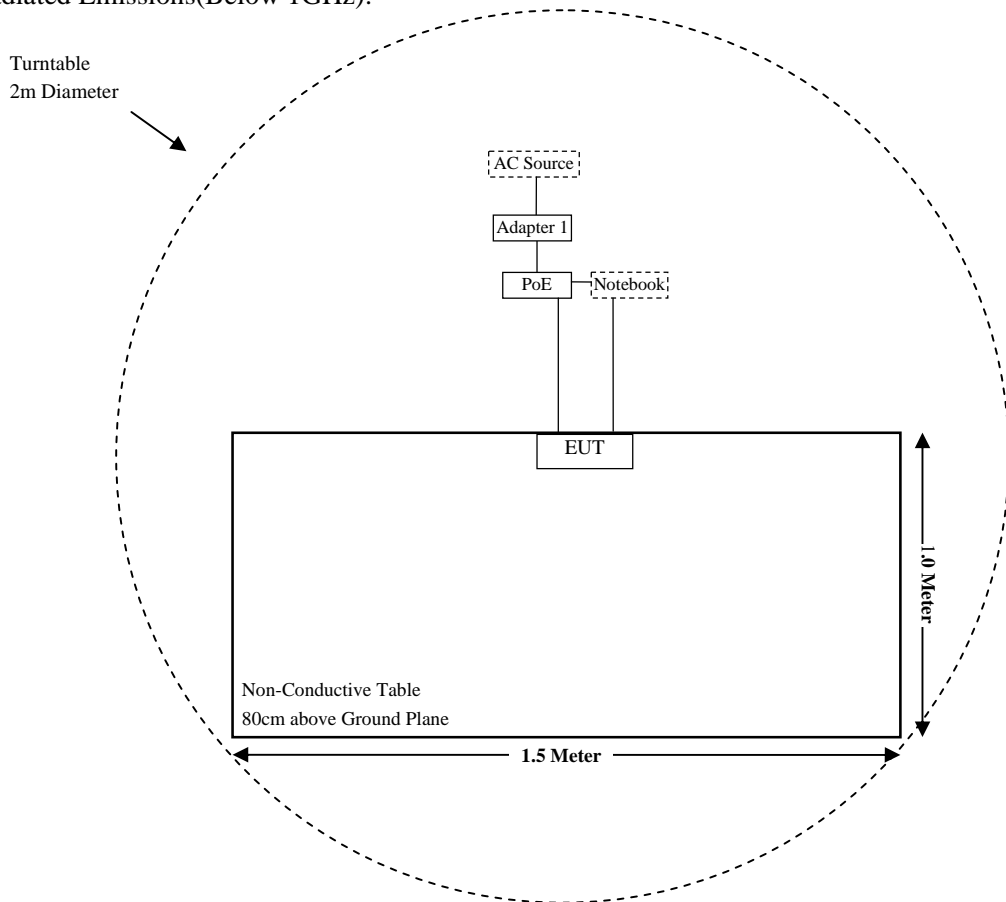 diated Emissions(Below 1GHz):
Turntable
2m Diameter
AC Source
Adapter 1
PoE
Notebook
EUT
1.0 Meter
Non-Conductive Table
80cm above Ground Plane
1.5 Meter